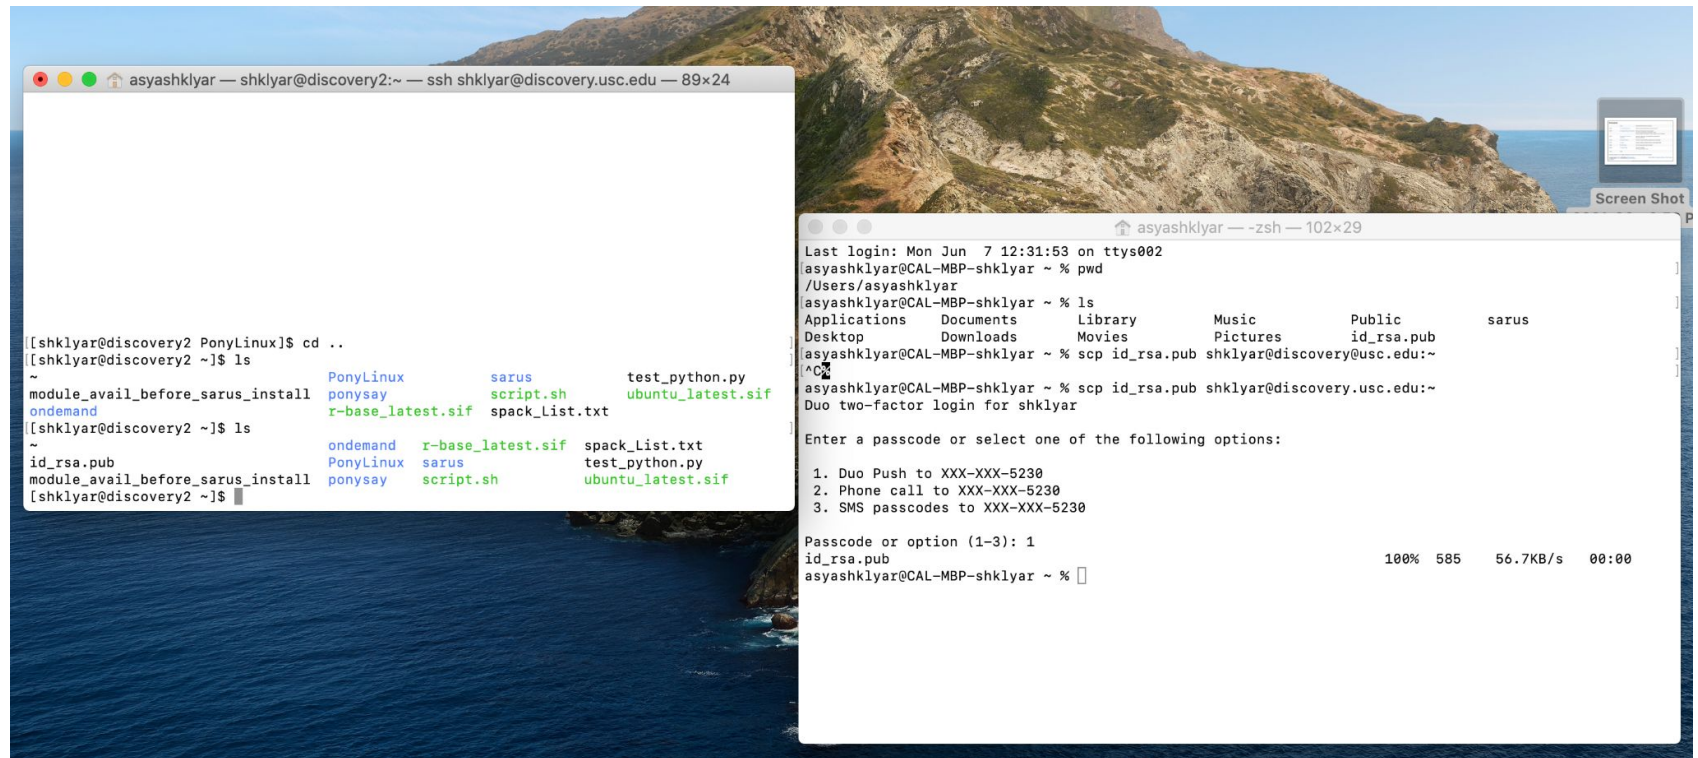 asyashklyar — shklyar@discovery2:~ — ssh shklyar@discovery.usc.edu — 89×24
[[shklyar@discovery2 PonyLinux]$ cd ..
[[shklyar@discovery2 ~]$ ls
~ PonyLinux sarus test_python.py
module_avail_before_sarus_install ponysay script.sh ubuntu_latest.sif
ondemand r-base_latest.sif spack_List.txt
[[shklyar@discovery2 ~]$ ls
~ ondemand r-base_latest.sif spack_List.txt
id_rsa.pub PonyLinux sarus test_python.py
module_avail_before_sarus_install ponysay script.sh ubuntu_latest.sif
[shklyar@discovery2 ~]$
Screen Shot
asyashklyar — -zsh — 102×29
Last login: Mon Jun  7 12:31:53 on ttys002
[asyashklyar@CAL-MBP-shklyar ~ % pwd ]
/Users/asyashklyar
[asyashklyar@CAL-MBP-shklyar ~ % ls ]
Applications Documents Library Music Public sarus
Desktop Downloads Movies Pictures id_rsa.pub
[asyashklyar@CAL-MBP-shklyar ~ % scp id_rsa.pub shklyar@discovery@usc.edu:~ ]
[^C% ]
asyashklyar@CAL-MBP-shklyar ~ % scp id_rsa.pub shklyar@discovery.usc.edu:~
Duo two-factor login for shklyar
Enter a passcode or select one of the following options:
1. Duo Push to XXX-XXX-5230
2. Phone call to XXX-XXX-5230
3. SMS passcodes to XXX-XXX-5230
Passcode or option (1-3): 1
id_rsa.pub 100% 585 56.7KB/s 00:00
asyashklyar@CAL-MBP-shklyar ~ %